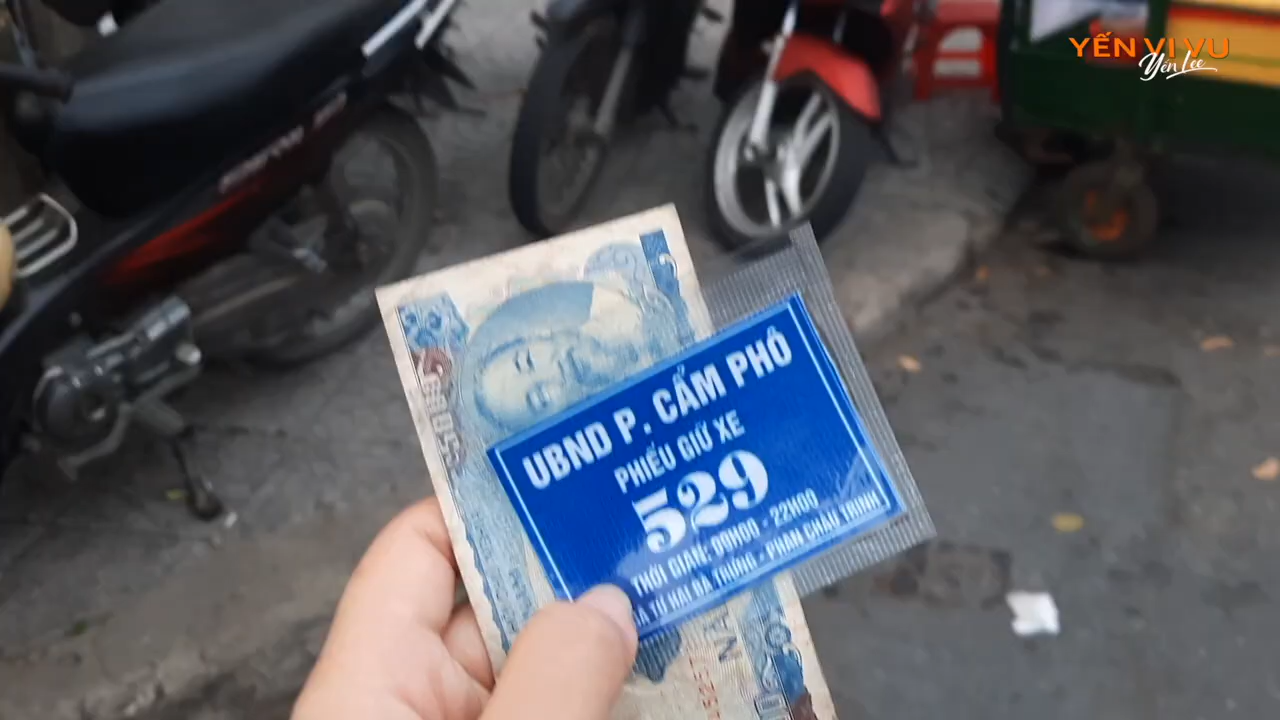 YẾN VI VU
Yến Lee
UBND P. CẨM PHÔ
PHIẾU GIỮ XE
529
THỜI GIAN: 09H00 - 22H00
TƯ HAI BÀ TRƯNG - PHAN CHÂU TRINH
5000